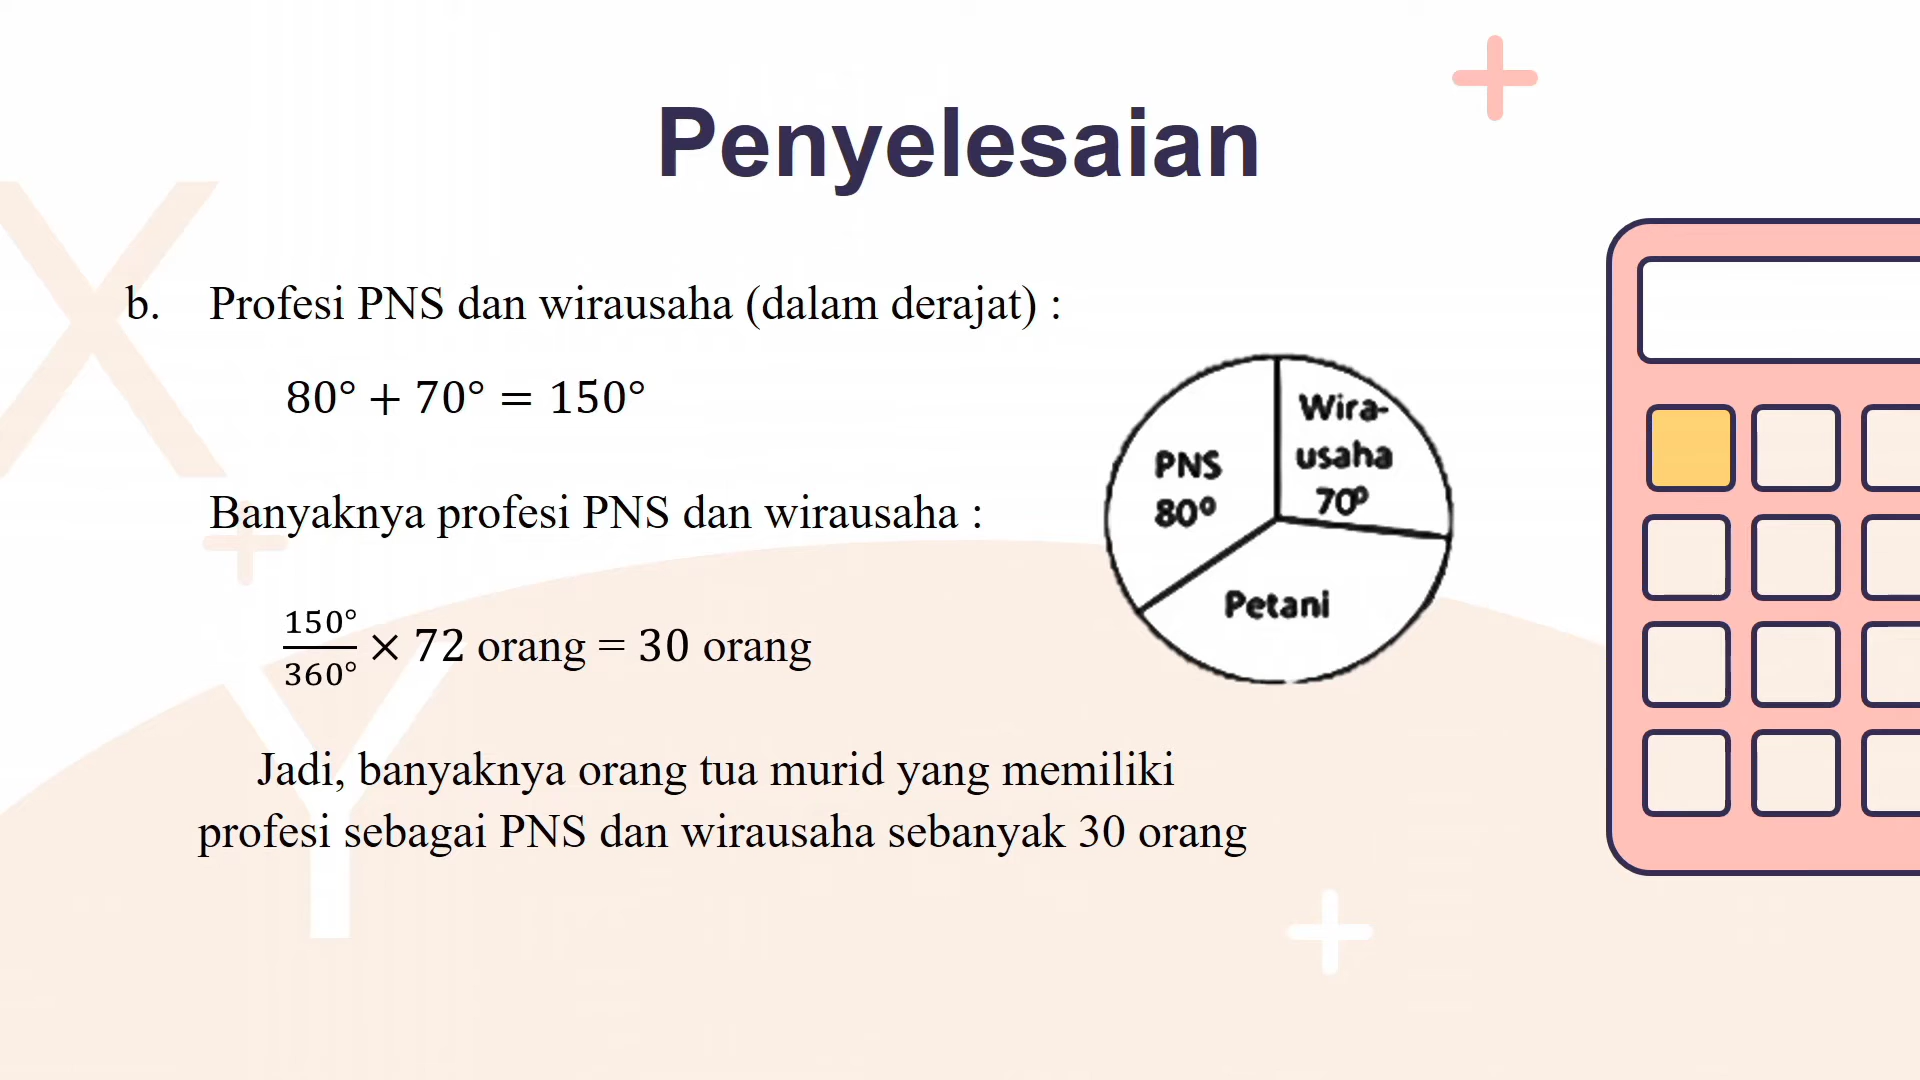 Penyelesaian
b. Profesi PNS dan wirausaha (dalam derajat) :
80° + 70° = 150°
Banyaknya profesi PNS dan wirausaha :
150°/360° × 72 orang = 30 orang
Jadi, banyaknya orang tua murid yang memiliki
profesi sebagai PNS dan wirausaha sebanyak 30 orang
PNS
80°
Wira-
usaha
70°
Petani
X
Y